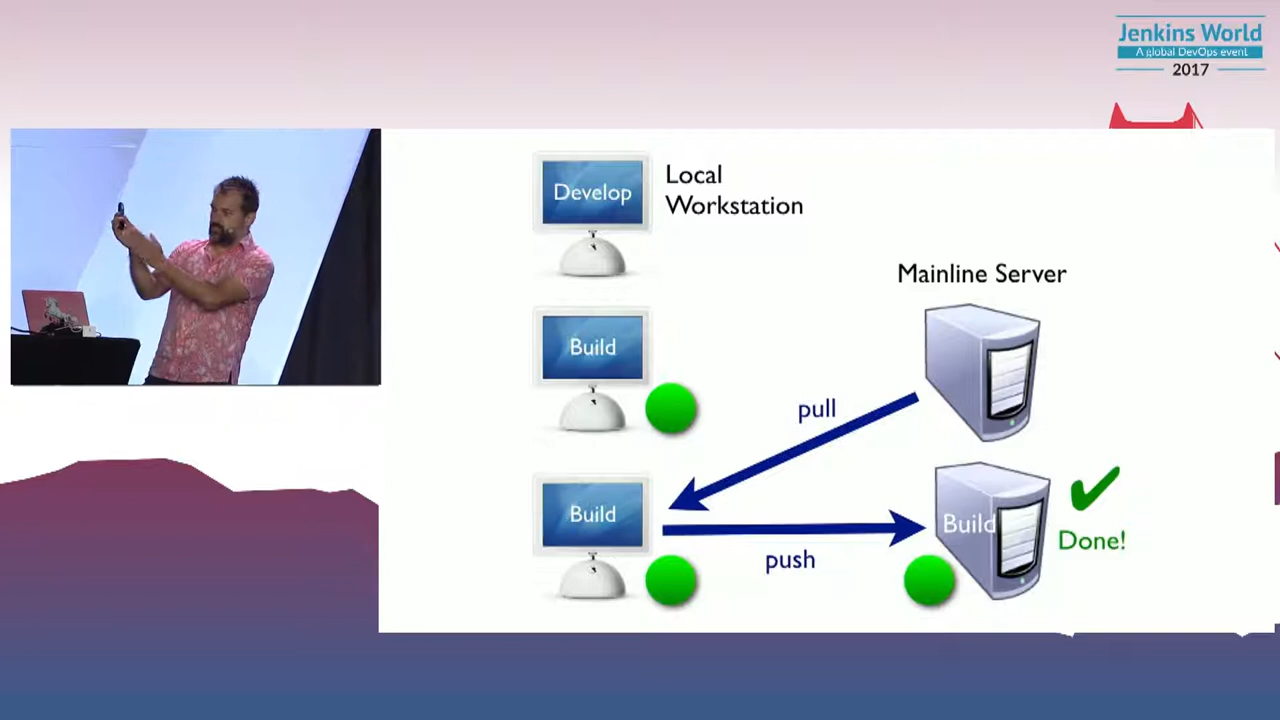 Jenkins World
A global DevOps event
2017
Develop
Local
Workstation
Mainline Server
Build
pull
Build
Build
push
Done!